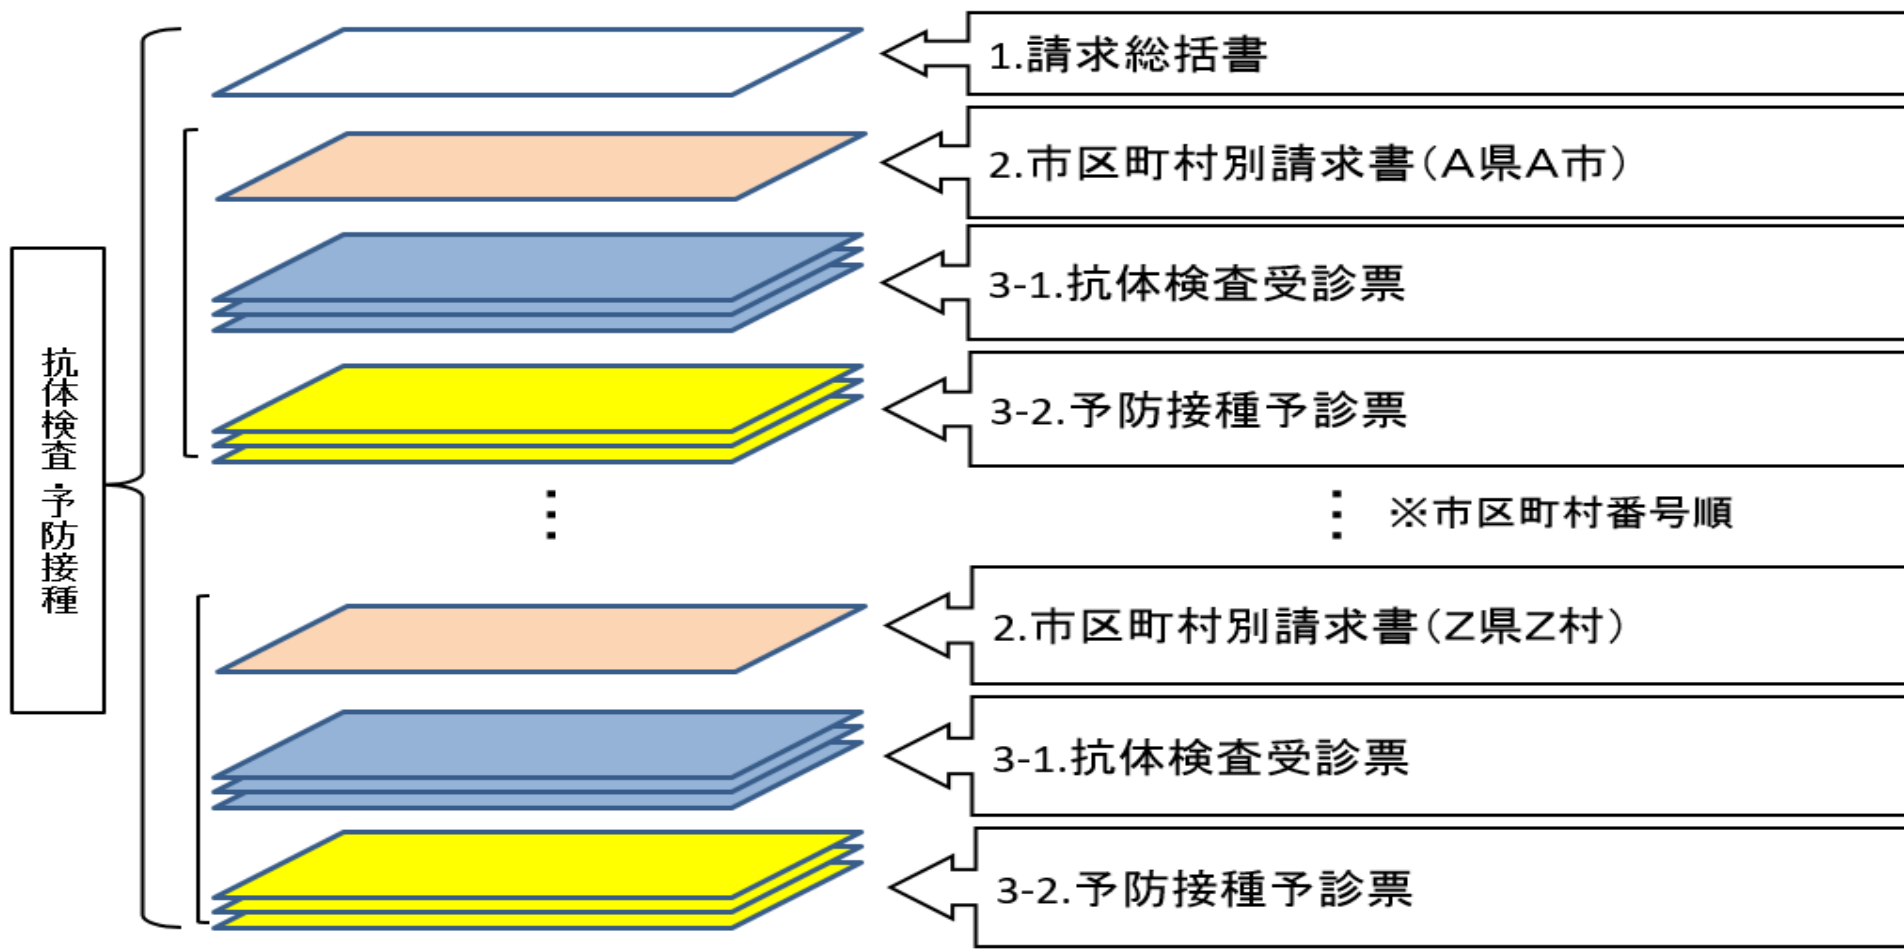 抗体検査・予防接種
1.請求総括書
2.市区町村別請求書(A県A市)
3-1.抗体検査受診票
3-2.予防接種予診票
⋮
⋮ ※市区町村番号順
2.市区町村別請求書(Z県Z村)
3-1.抗体検査受診票
3-2.予防接種予診票